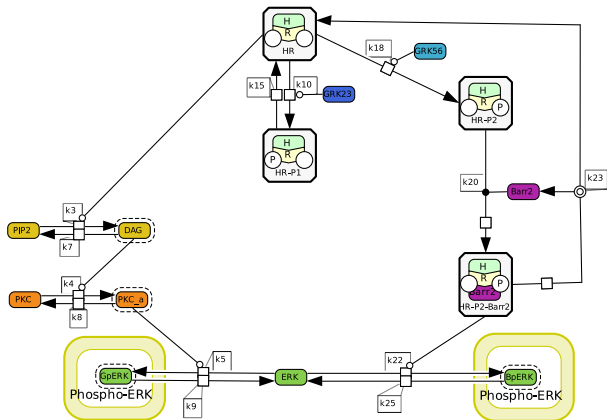 H
R
HR
k18
GRK56
k15
k10
GRK23
H
R
P
HR-P2
H
R
P
HR-P1
k20
Barr2
k23
k3
PIP2
DAG
k7
H
R
P
Barr2
HR-P2-Barr2
k4
PKC
PKC_a
k8
k5
k22
GpERK
ERK
BpERK
Phospho-ERK
k9
k25
Phospho-ERK